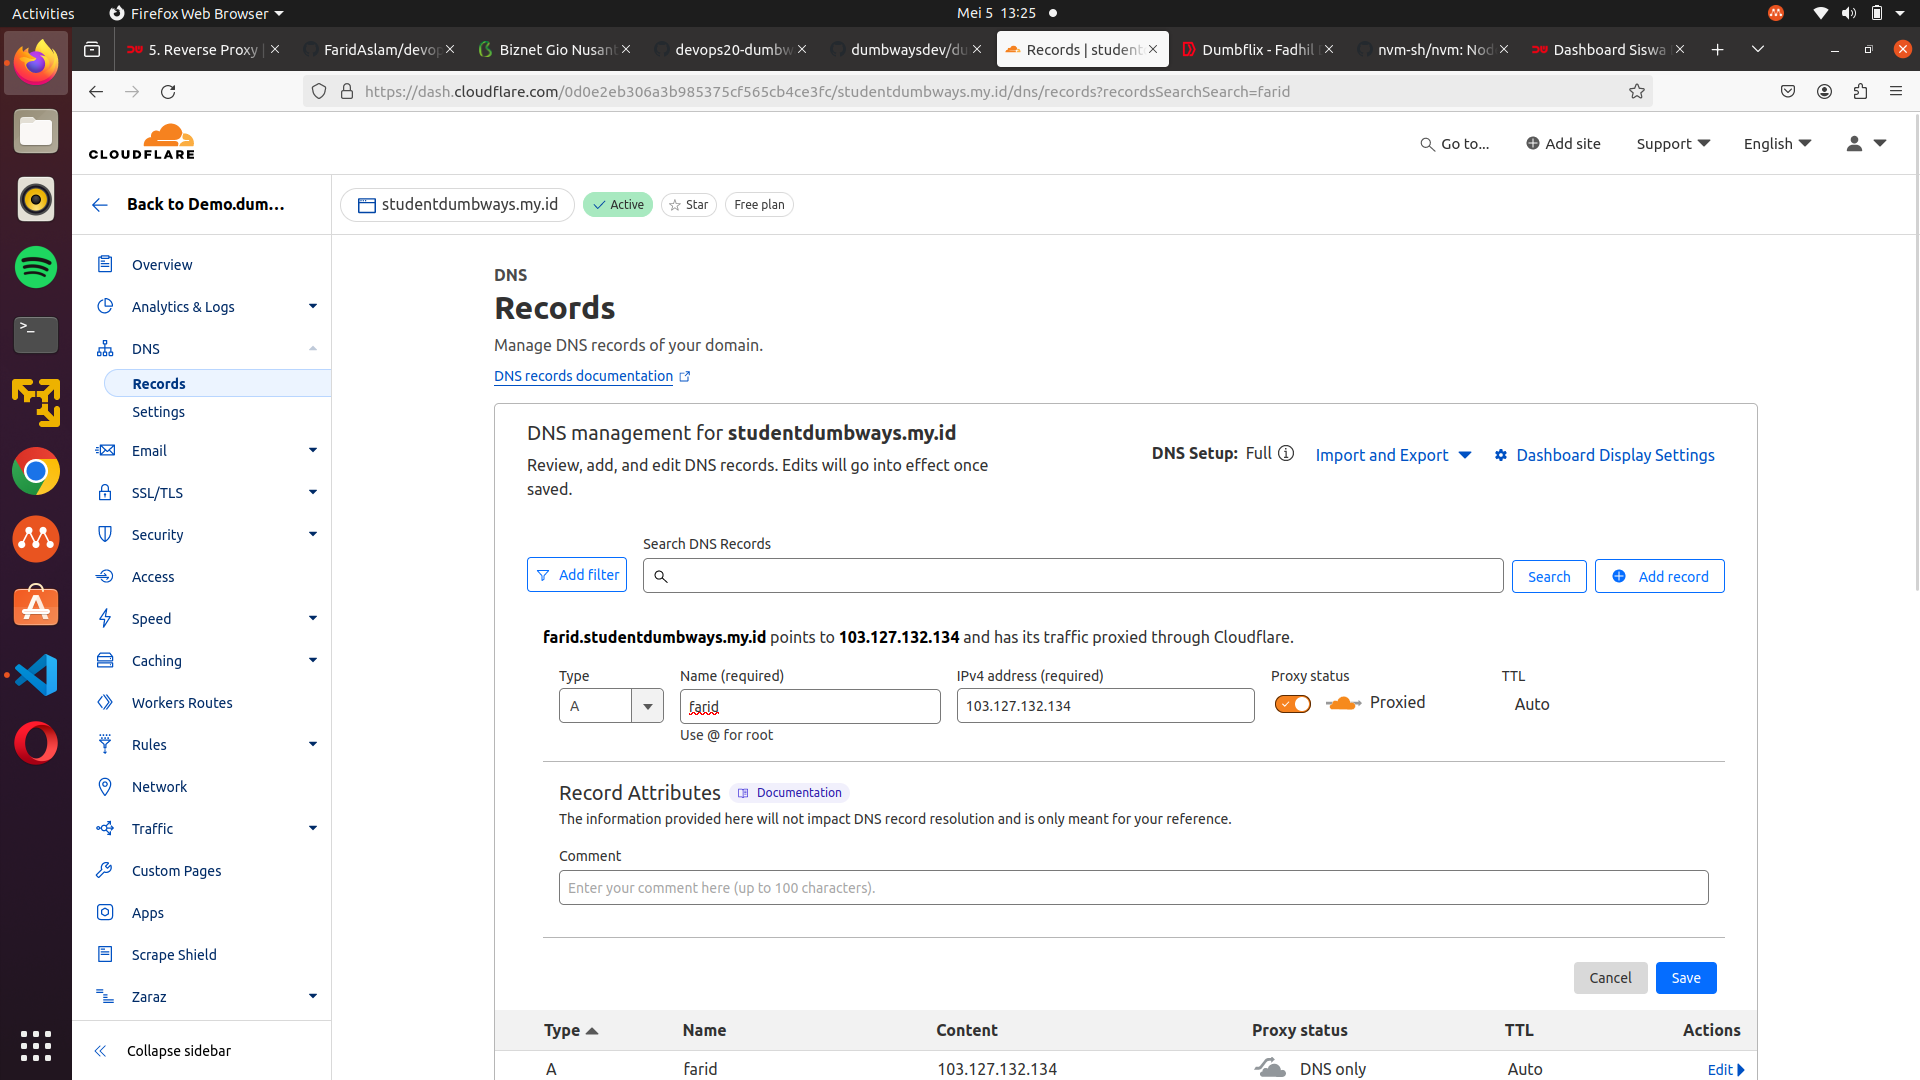 Activities
Firefox Web Browser
Mei 5 13:25
5. Reverse Proxy |
FaridAslam/devop
Biznet Gio Nusant
devops20-dumbw
dumbwaysdev/du
Records | student
Dumbflix - Fadhil
nvm-sh/nvm: Nod
Dashboard Siswa
https://dash.cloudflare.com/0d0e2eb306a3b985375cf565cb4ce3fc/studentdumbways.my.id/dns/records?recordsSearchSearch=farid
CLOUDFLARE
Go to...
Add site
Support
English
Back to Demo.dum...
studentdumbways.my.id
Active
Star
Free plan
Overview
Analytics & Logs
DNS
Records
Settings
Email
SSL/TLS
Security
Access
Speed
Caching
Workers Routes
Rules
Network
Traffic
Custom Pages
Apps
Scrape Shield
Zaraz
Collapse sidebar
DNS
Records
Manage DNS records of your domain.
DNS records documentation
DNS management for studentdumbways.my.id
Review, add, and edit DNS records. Edits will go into effect once
saved.
DNS Setup: Full
Import and Export
Dashboard Display Settings
Search DNS Records
Add filter
Search
Add record
farid.studentdumbways.my.id points to 103.127.132.134 and has its traffic proxied through Cloudflare.
Type
Name (required)
IPv4 address (required)
Proxy status
TTL
A
farid
103.127.132.134
Proxied
Auto
Use @ for root
Record Attributes
Documentation
The information provided here will not impact DNS record resolution and is only meant for your reference.
Comment
Enter your comment here (up to 100 characters).
Cancel
Save
Type
Name
Content
Proxy status
TTL
Actions
A
farid
103.127.132.134
DNS only
Auto
Edit